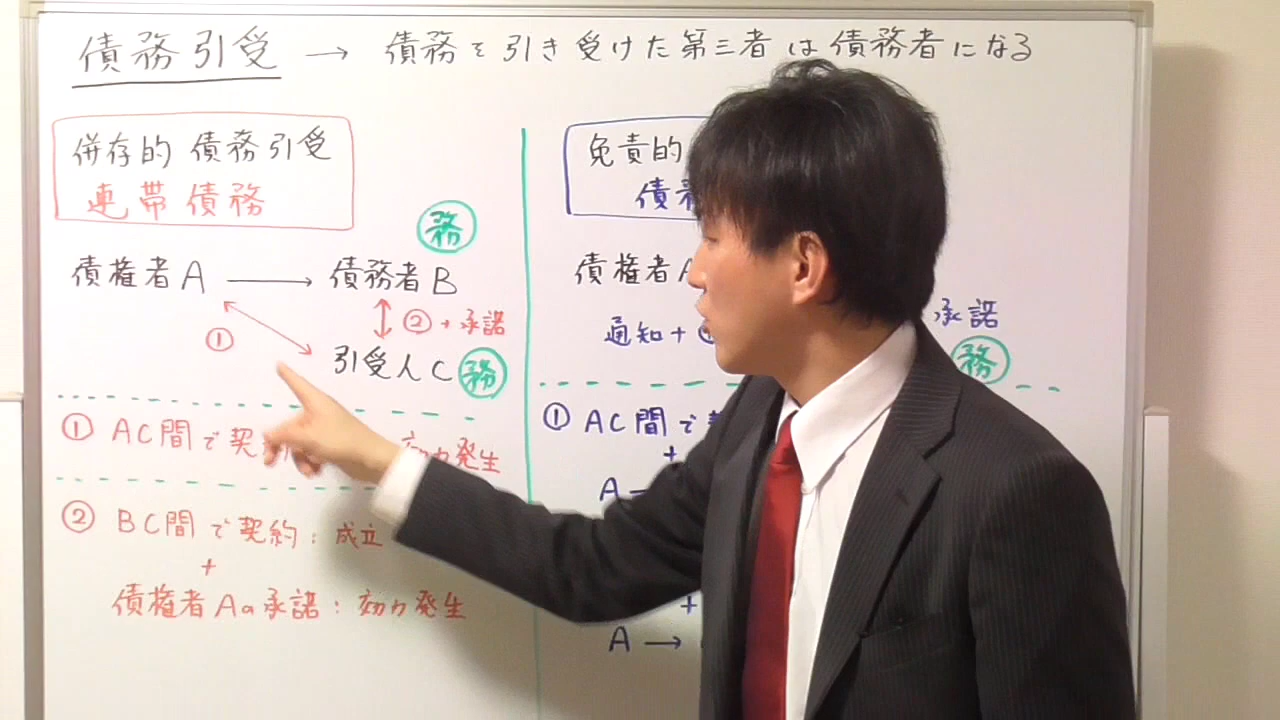 債務引受 → 債務を引き受けた第三者は債務者になる
併存的 債務引受
連帯債務
務
債権者A → 債務者B
① ② + 承諾
引受人C 務
① AC間で契約
効力発生
② BC間で契約:成立
+
債権者Aの承諾:効力発生
免責的
債務
債権者A
通知+
承諾
務
① AC間で
+
A →
+
A →